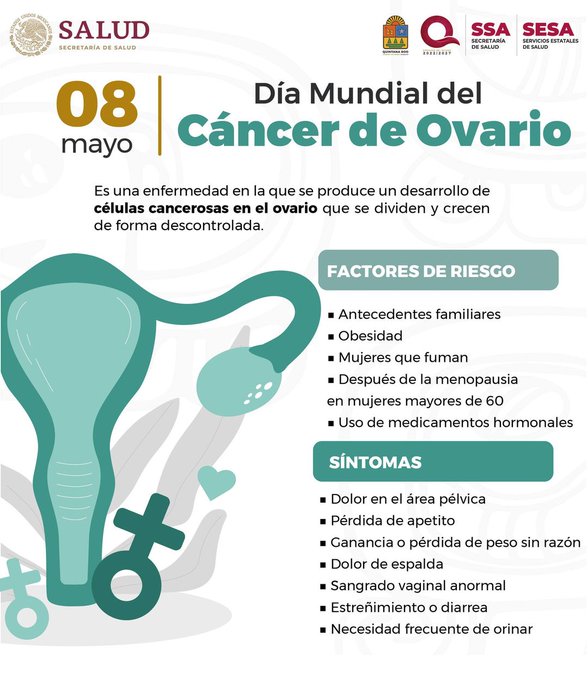 SALUD
SECRETARÍA DE SALUD
QUINTANA ROO
2022/2027
SSA
SECRETARÍA
DE SALUD
SESA
SERVICIOS ESTATALES
DE SALUD
08
mayo
Día Mundial del
Cáncer de Ovario
Es una enfermedad en la que se produce un desarrollo de
células cancerosas en el ovario que se dividen y crecen
de forma descontrolada.
FACTORES DE RIESGO
▪ Antecedentes familiares
▪ Obesidad
▪ Mujeres que fuman
▪ Después de la menopausia
en mujeres mayores de 60
▪ Uso de medicamentos hormonales
SÍNTOMAS
▪ Dolor en el área pélvica
▪ Pérdida de apetito
▪ Ganancia o pérdida de peso sin razón
▪ Dolor de espalda
▪ Sangrado vaginal anormal
▪ Estreñimiento o diarrea
▪ Necesidad frecuente de orinar